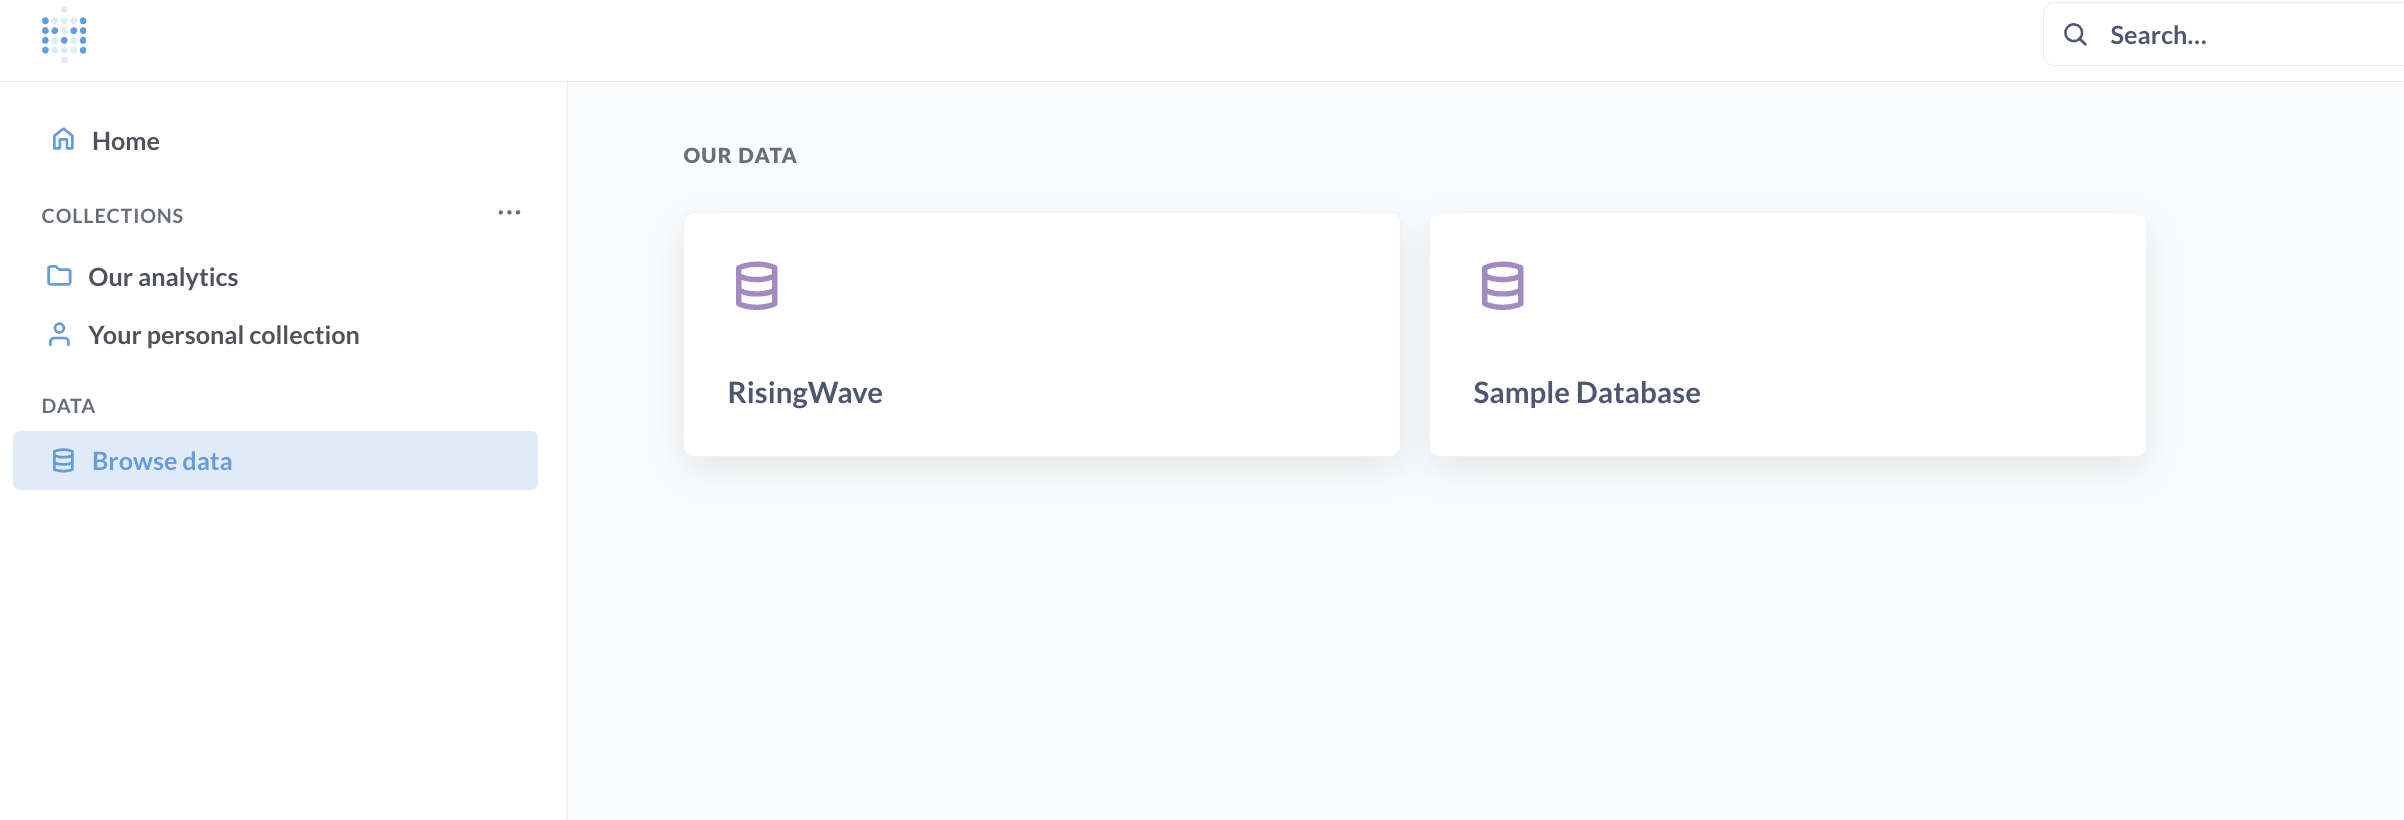 Search...
Home
COLLECTIONS
Our analytics
Your personal collection
DATA
Browse data
OUR DATA
RisingWave
Sample Database